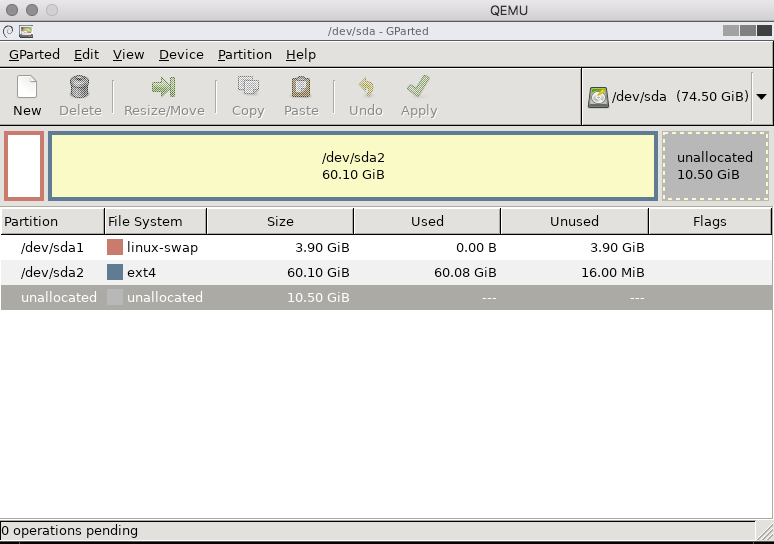 QEMU
/dev/sda - GParted
GParted Edit View Device Partition Help
New Delete Resize/Move Copy Paste Undo Apply /dev/sda (74.50 GiB)
/dev/sda2
60.10 GiB
unallocated
10.50 GiB
Partition File System Size Used Unused Flags
/dev/sda1 linux-swap 3.90 GiB 0.00 B 3.90 GiB
/dev/sda2 ext4 60.10 GiB 60.08 GiB 16.00 MiB
unallocated unallocated 10.50 GiB --- ---
0 operations pending